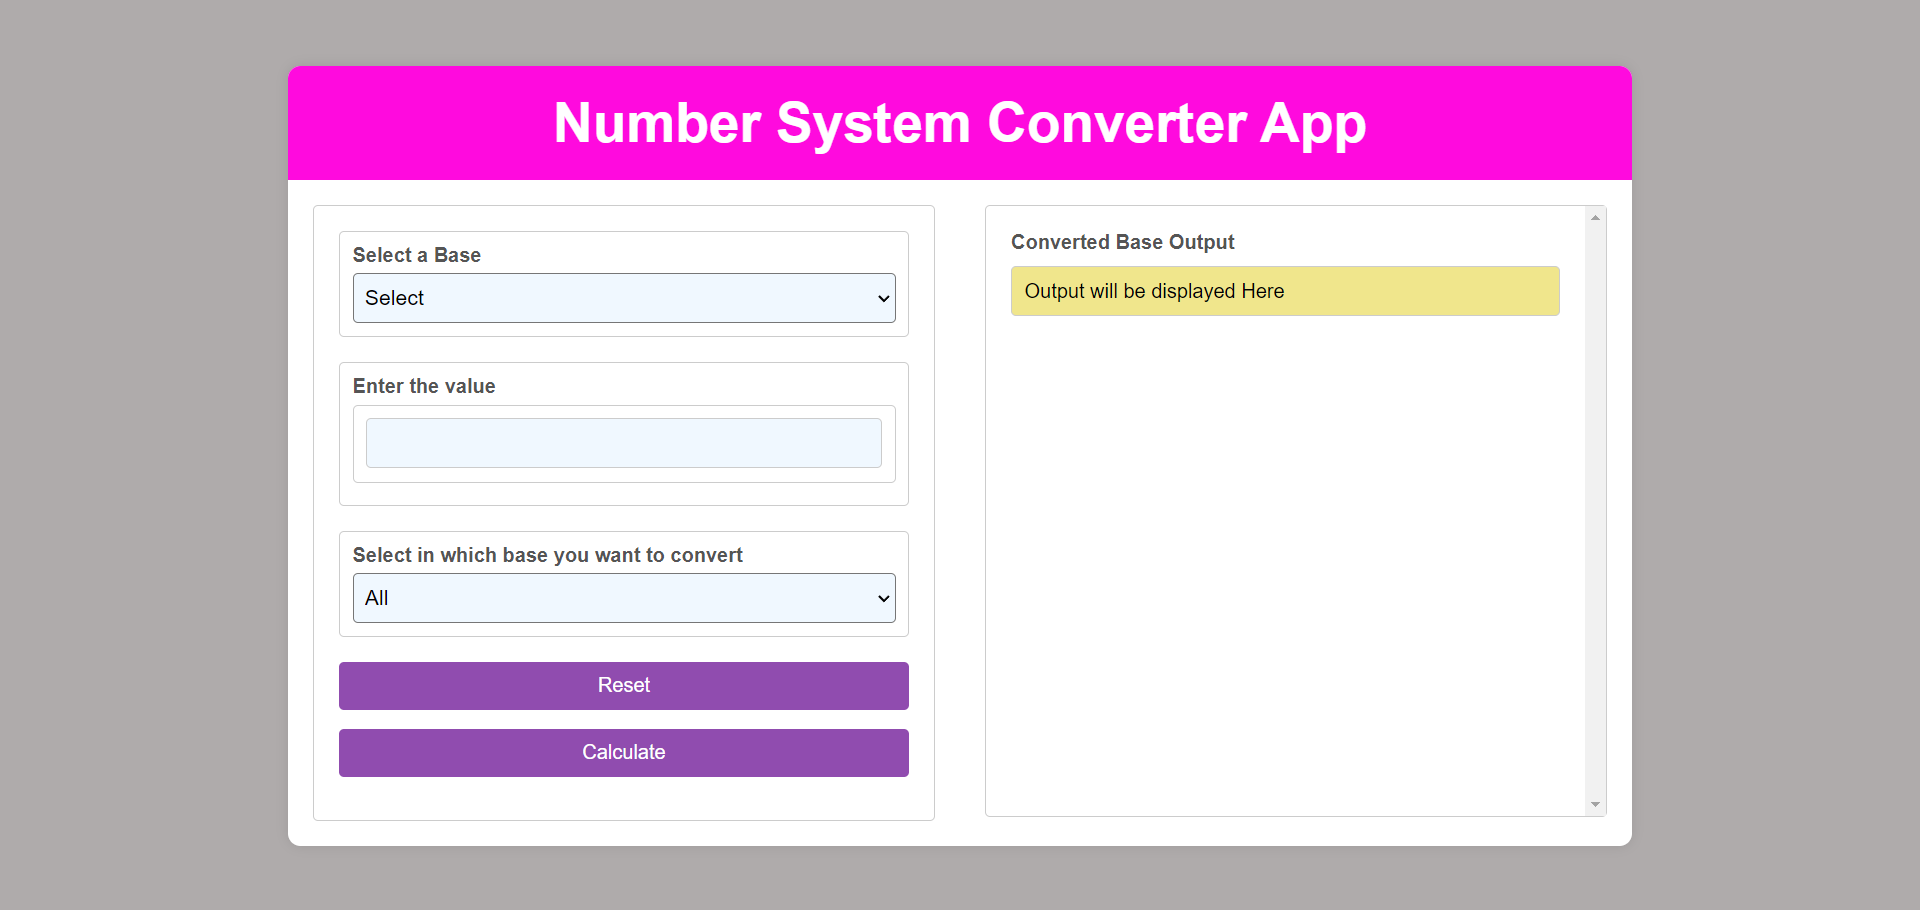 Number System Converter App
Select a Base
Select
Enter the value
Select in which base you want to convert
All
Reset
Calculate
Converted Base Output
Output will be displayed Here